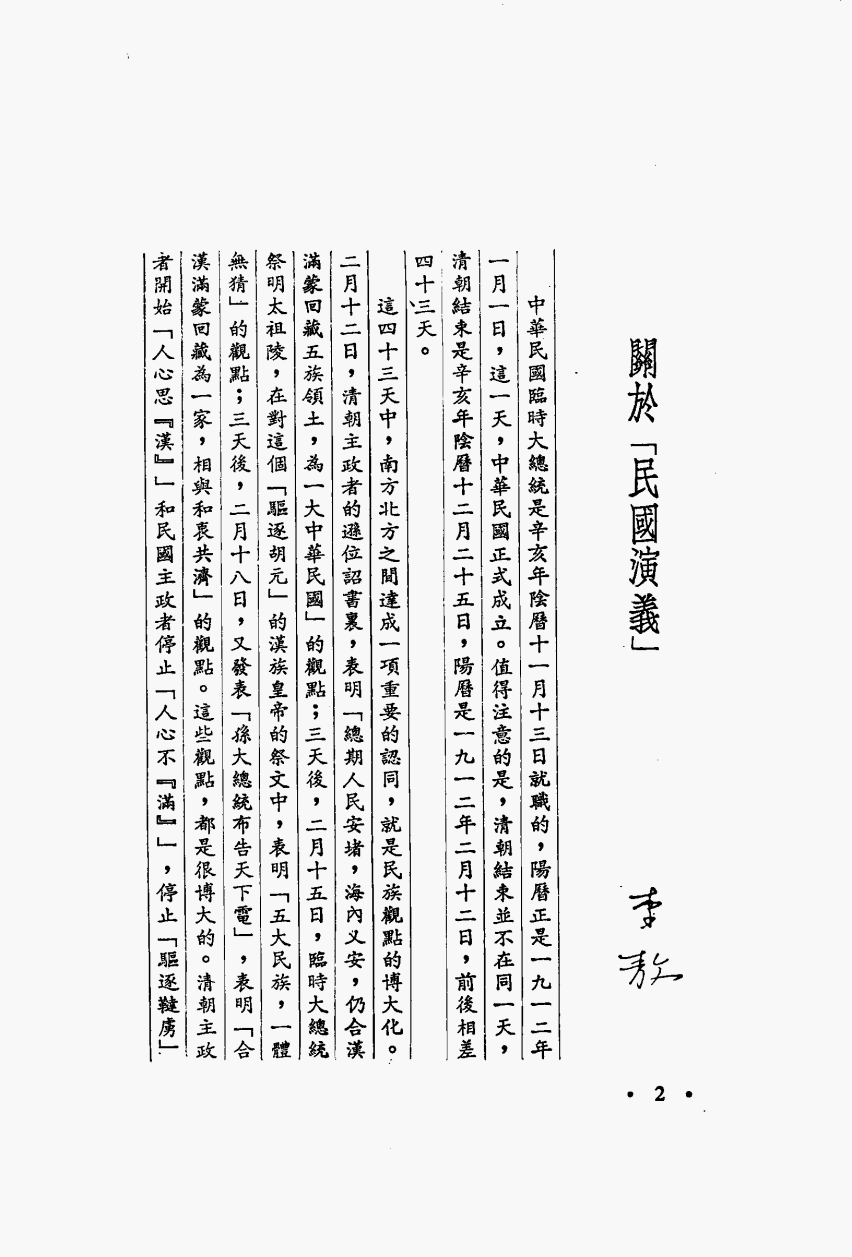 關於「民國演義」
李敖
中華民國臨時大總統是辛亥年陰曆十一月十三日就職的，陽曆正是一九一二年
一月一日，這一天，中華民國正式成立。值得注意的是，清朝結束並不在同一天，
清朝結束是辛亥年陰曆十二月二十五日，陽曆是一九一二年二月十二日，前後相差
四十三天。
這四十三天中，南方北方之間達成一項重要的認同，就是民族觀點的博大化。
二月十二日，清朝主政者的遜位詔書裏，表明「總期人民安堵，海內乂安，仍合漢
滿蒙回藏五族領土，為一大中華民國」的觀點；三天後，二月十五日，臨時大總統
祭明太祖陵，在對這個「驅逐胡元」的漢族皇帝的祭文中，表明「五大民族，一體
無猜」的觀點；三天後，二月十八日，又發表「孫大總統布告天下電」，表明「合
漢滿蒙回藏為一家，相與和衷共濟」的觀點。這些觀點，都是很博大的。清朝主政
者開始「人心思『漢』」和民國主政者停止「人心不『滿』」，停止「驅逐韃虜」
• 2 •